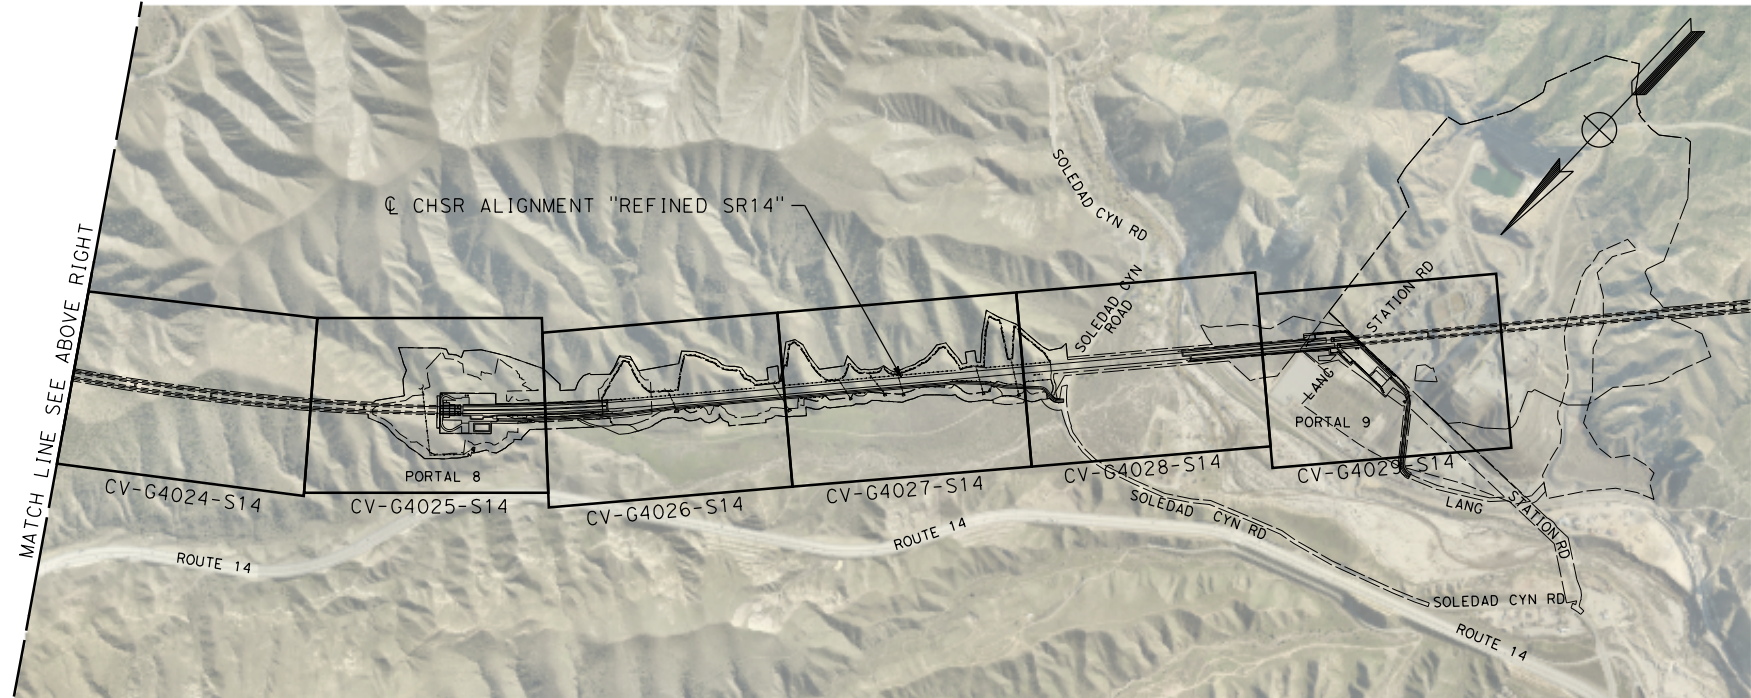 MATCH LINE SEE ABOVE RIGHT
℄ CHSR ALIGNMENT "REFINED SR14"
SOLEDAD CYN RD
SOLEDAD CYN
ROAD
STATION RD
LANG
PORTAL 9
PORTAL 8
CV-G4024-S14
CV-G4025-S14
CV-G4026-S14
CV-G4027-S14
CV-G4028-S14
CV-G4029-S14
ROUTE 14
ROUTE 14
SOLEDAD CYN RD
LANG
STATION RD
SOLEDAD CYN RD
ROUTE 14